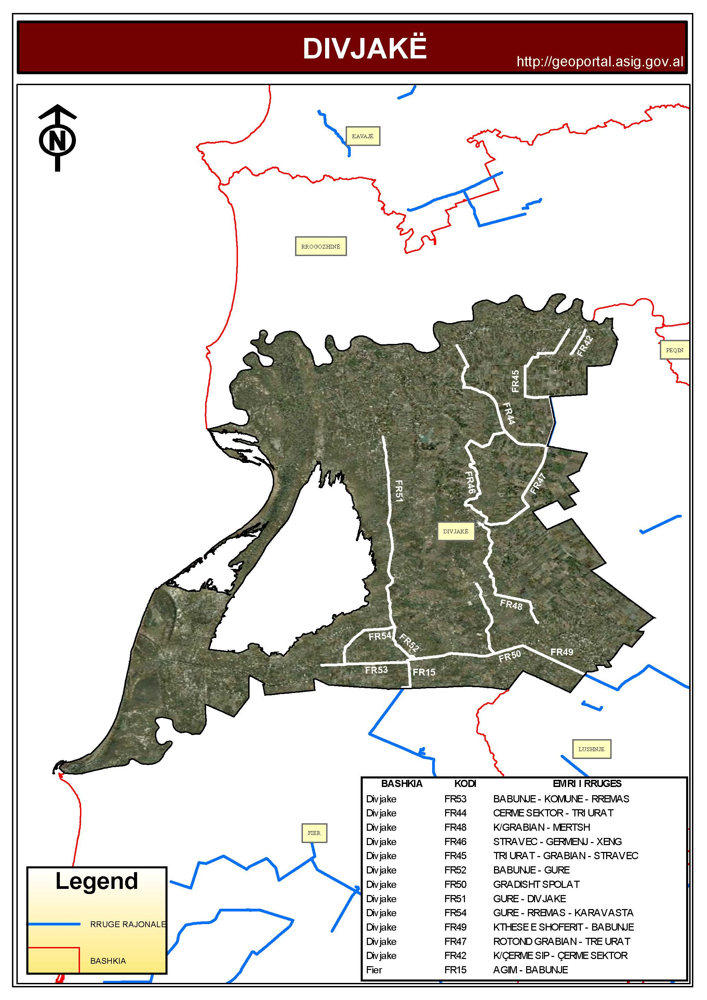 DIVJAKË
http://geoportal.asig.gov.al
N
KAVAJË
RROGOZHINË
PEQIN
FR42
FR45
FR44
FR46
FR47
FR51
DIVJAKË
FR48
FR54
FR52
FR50
FR49
FR53
FR15
LUSHNJE
FIER
BASHKIA KODI EMRI I RRUGES
Divjake FR53 BABUNJE - KOMUNE - RREMAS
Divjake FR44 CERME SEKTOR - TRI URAT
Divjake FR48 K/GRABIAN - MERTSH
Divjake FR46 STRAVEC - GERMENJ - XENG
Divjake FR45 TRI URAT - GRABIAN - STRAVEC
Divjake FR52 BABUNJE - GURE
Divjake FR50 GRADISHT SPOLAT
Divjake FR51 GURE - DIVJAKE
Divjake FR54 GURE - RREMAS - KARAVASTA
Divjake FR49 KTHESE E SHOFERIT - BABUNJE
Divjake FR47 ROTOND GRABIAN - TRE URAT
Divjake FR42 K/ÇERME SIP - ÇERME SEKTOR
Fier FR15 AGIM - BABUNJE
Legend
RRUGE RAJONALE
BASHKIA